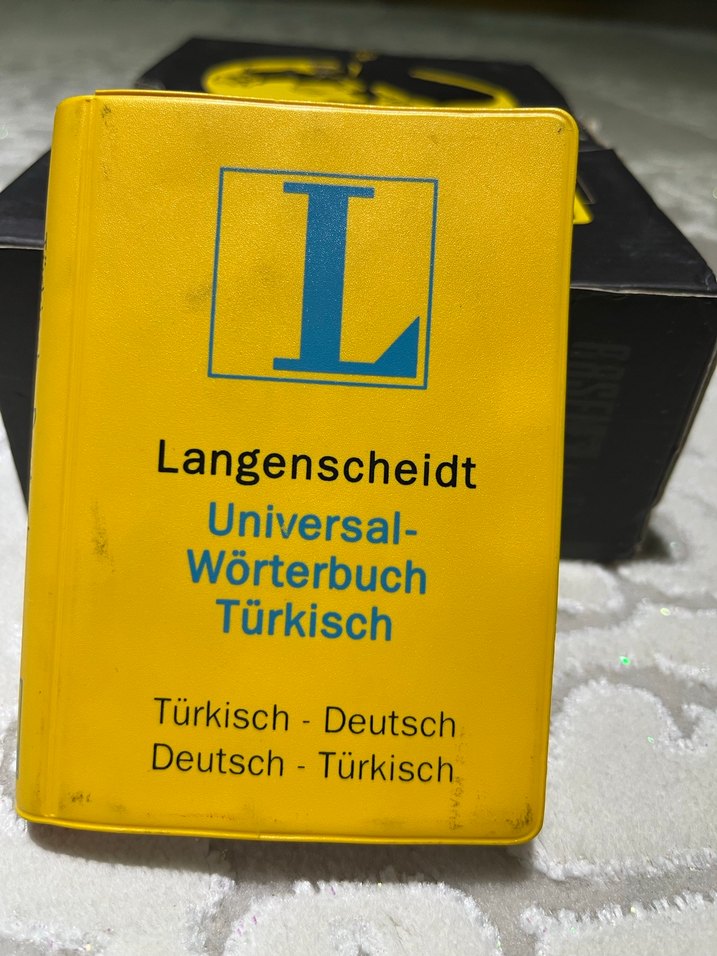 L
Langenscheidt
Universal-
Wörterbuch
Türkisch
Türkisch - Deutsch
Deutsch - Türkisch